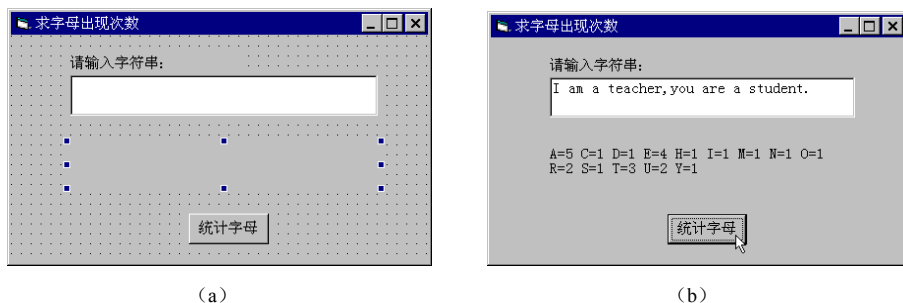 求字母出现次数
请输入字符串:
统计字母
(a)
求字母出现次数
请输入字符串:
I am a teacher,you are a student.
A=5 C=1 D=1 E=4 H=1 I=1 M=1 N=1 O=1
R=2 S=1 T=3 U=2 Y=1
统计字母
(b)